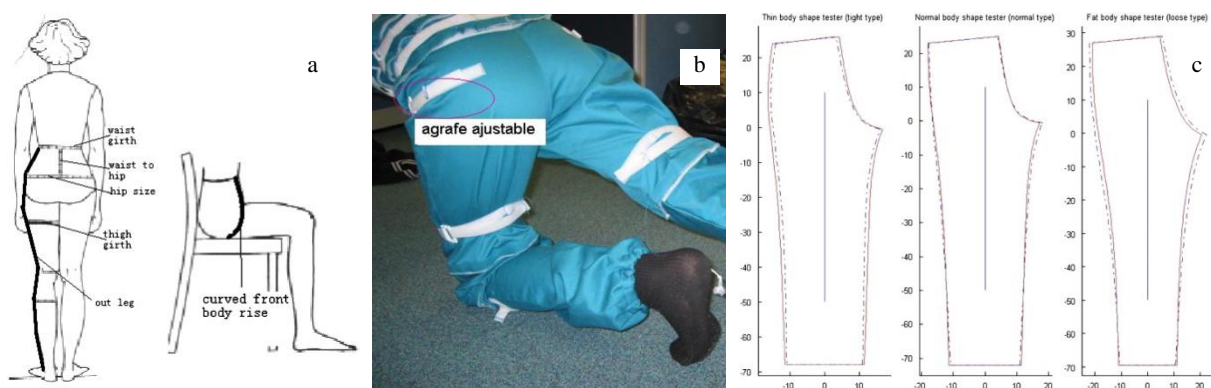 a
waist
girth
waist to
hip
hip size
thigh
girth
out leg
curved front
body rise
b
agrafe ajustable
Thin body shape tester (tight type)
20
10
0
-10
-20
-30
-40
-50
-60
-70
-10 0 10
Normal body shape tester (normal type)
20
10
0
-10
-20
-30
-40
-50
-60
-70
-10 0 10
Fat body shape tester (loose type)
c
30
20
10
0
-10
-20
-30
-40
-50
-60
-70
-20 -10 0 10 20